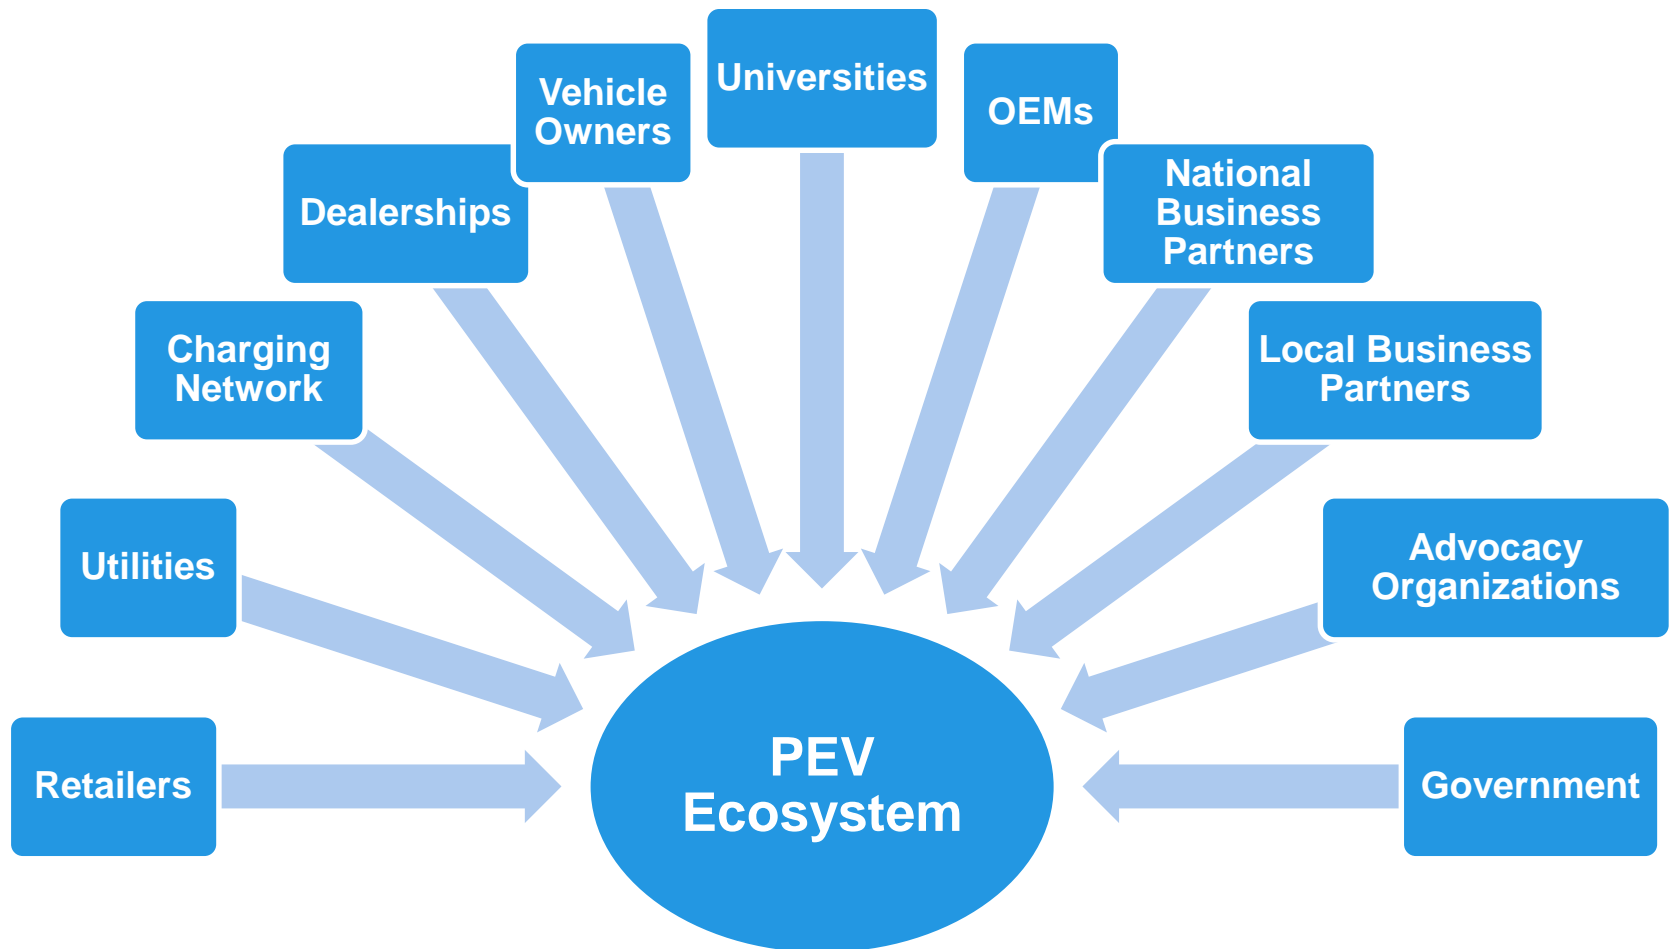 Universities
Vehicle
Owners
OEMs
Dealerships
National
Business
Partners
Charging
Network
Local Business
Partners
Utilities
Advocacy
Organizations
Retailers
PEV
Ecosystem
Government